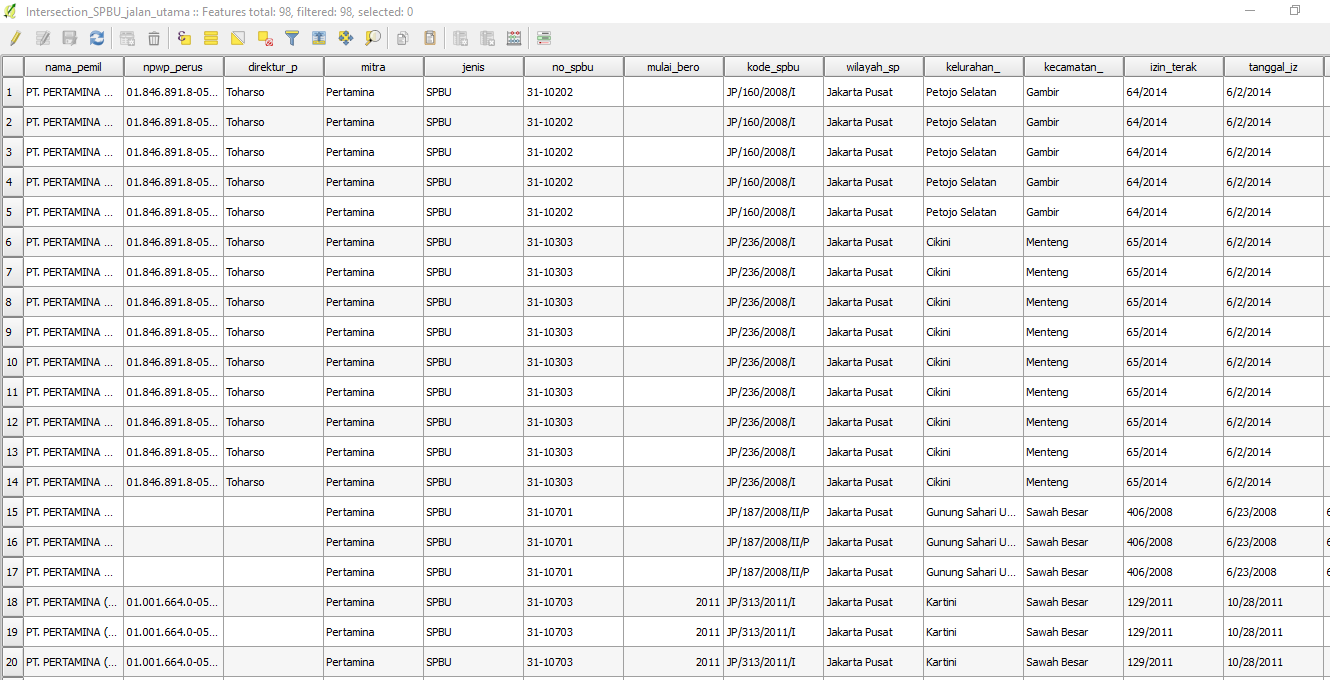 Intersection_SPBU_jalan_utama :: Features total: 98, filtered: 98, selected: 0
nama_pemil npwp_perus direktur_p mitra jenis no_spbu mulai_bero kode_spbu wilayah_sp kelurahan_ kecamatan_ izin_terak tanggal_iz
1 PT. PERTAMINA ... 01.846.891.8-05... Toharso Pertamina SPBU 31-10202 JP/160/2008/I Jakarta Pusat Petojo Selatan Gambir 64/2014 6/2/2014
2 PT. PERTAMINA ... 01.846.891.8-05... Toharso Pertamina SPBU 31-10202 JP/160/2008/I Jakarta Pusat Petojo Selatan Gambir 64/2014 6/2/2014
3 PT. PERTAMINA ... 01.846.891.8-05... Toharso Pertamina SPBU 31-10202 JP/160/2008/I Jakarta Pusat Petojo Selatan Gambir 64/2014 6/2/2014
4 PT. PERTAMINA ... 01.846.891.8-05... Toharso Pertamina SPBU 31-10202 JP/160/2008/I Jakarta Pusat Petojo Selatan Gambir 64/2014 6/2/2014
5 PT. PERTAMINA ... 01.846.891.8-05... Toharso Pertamina SPBU 31-10202 JP/160/2008/I Jakarta Pusat Petojo Selatan Gambir 64/2014 6/2/2014
6 PT. PERTAMINA ... 01.846.891.8-05... Toharso Pertamina SPBU 31-10303 JP/236/2008/I Jakarta Pusat Cikini Menteng 65/2014 6/2/2014
7 PT. PERTAMINA ... 01.846.891.8-05... Toharso Pertamina SPBU 31-10303 JP/236/2008/I Jakarta Pusat Cikini Menteng 65/2014 6/2/2014
8 PT. PERTAMINA ... 01.846.891.8-05... Toharso Pertamina SPBU 31-10303 JP/236/2008/I Jakarta Pusat Cikini Menteng 65/2014 6/2/2014
9 PT. PERTAMINA ... 01.846.891.8-05... Toharso Pertamina SPBU 31-10303 JP/236/2008/I Jakarta Pusat Cikini Menteng 65/2014 6/2/2014
10 PT. PERTAMINA ... 01.846.891.8-05... Toharso Pertamina SPBU 31-10303 JP/236/2008/I Jakarta Pusat Cikini Menteng 65/2014 6/2/2014
11 PT. PERTAMINA ... 01.846.891.8-05... Toharso Pertamina SPBU 31-10303 JP/236/2008/I Jakarta Pusat Cikini Menteng 65/2014 6/2/2014
12 PT. PERTAMINA ... 01.846.891.8-05... Toharso Pertamina SPBU 31-10303 JP/236/2008/I Jakarta Pusat Cikini Menteng 65/2014 6/2/2014
13 PT. PERTAMINA ... 01.846.891.8-05... Toharso Pertamina SPBU 31-10303 JP/236/2008/I Jakarta Pusat Cikini Menteng 65/2014 6/2/2014
14 PT. PERTAMINA ... 01.846.891.8-05... Toharso Pertamina SPBU 31-10303 JP/236/2008/I Jakarta Pusat Cikini Menteng 65/2014 6/2/2014
15 PT. PERTAMINA ... Pertamina SPBU 31-10701 JP/187/2008/II/P Jakarta Pusat Gunung Sahari U... Sawah Besar 406/2008 6/23/2008
16 PT. PERTAMINA ... Pertamina SPBU 31-10701 JP/187/2008/II/P Jakarta Pusat Gunung Sahari U... Sawah Besar 406/2008 6/23/2008
17 PT. PERTAMINA ... Pertamina SPBU 31-10701 JP/187/2008/II/P Jakarta Pusat Gunung Sahari U... Sawah Besar 406/2008 6/23/2008
18 PT. PERTAMINA (... 01.001.664.0-05... Pertamina SPBU 31-10703 2011 JP/313/2011/I Jakarta Pusat Kartini Sawah Besar 129/2011 10/28/2011
19 PT. PERTAMINA (... 01.001.664.0-05... Pertamina SPBU 31-10703 2011 JP/313/2011/I Jakarta Pusat Kartini Sawah Besar 129/2011 10/28/2011
20 PT. PERTAMINA (... 01.001.664.0-05... Pertamina SPBU 31-10703 2011 JP/313/2011/I Jakarta Pusat Kartini Sawah Besar 129/2011 10/28/2011